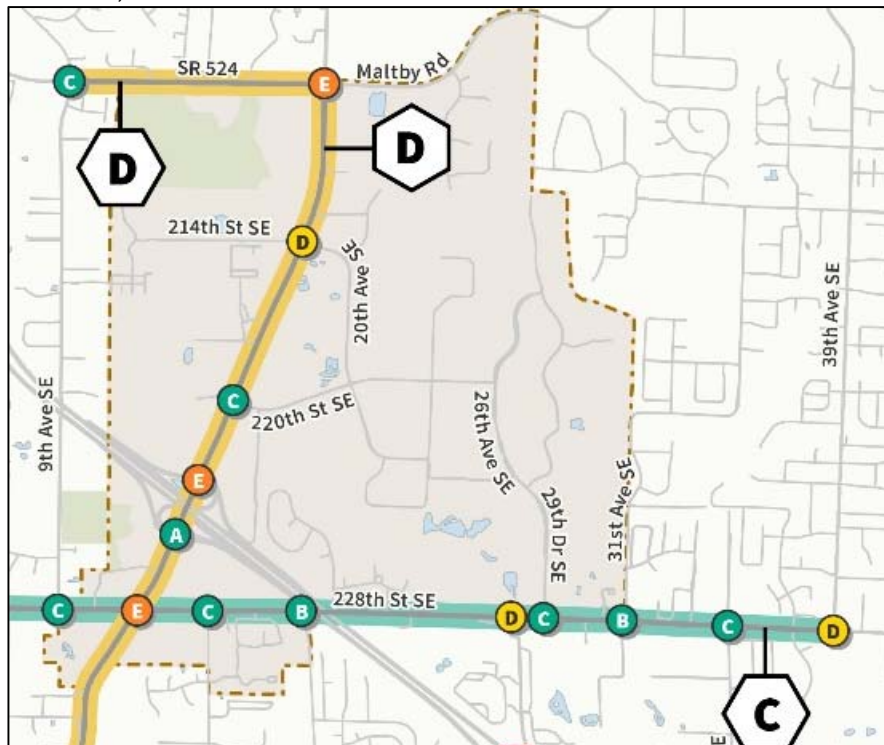 SR 524
C
E
Maltby Rd
D
D
214th St SE
D
20th Ave SE
39th Ave SE
C
220th St SE
26th Ave SE
9th Ave SE
E
29th Dr SE
31st Ave SE
A
C
E
C
B
228th St SE
D
C
B
C
D
C
E